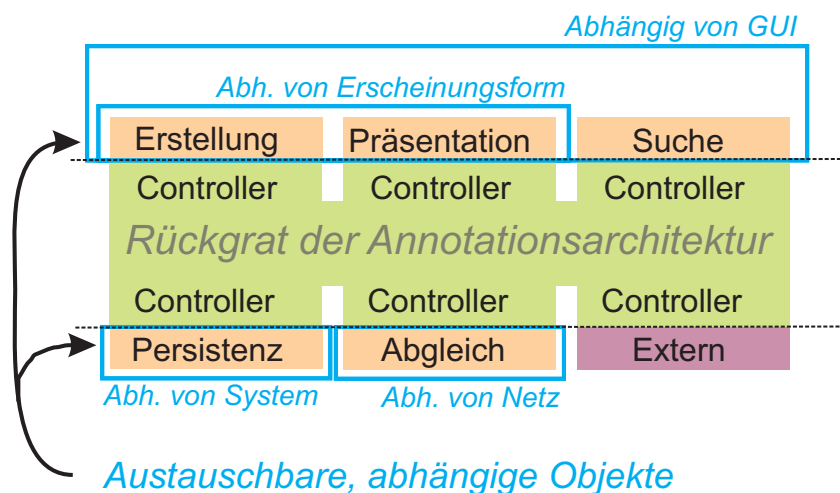 Abhängig von GUI
Abh. von Erscheinungsform
Erstellung Präsentation Suche
Controller Controller Controller
Rückgrat der Annotationsarchitektur
Controller Controller Controller
Persistenz Abgleich Extern
Abh. von System Abh. von Netz
Austauschbare, abhängige Objekte